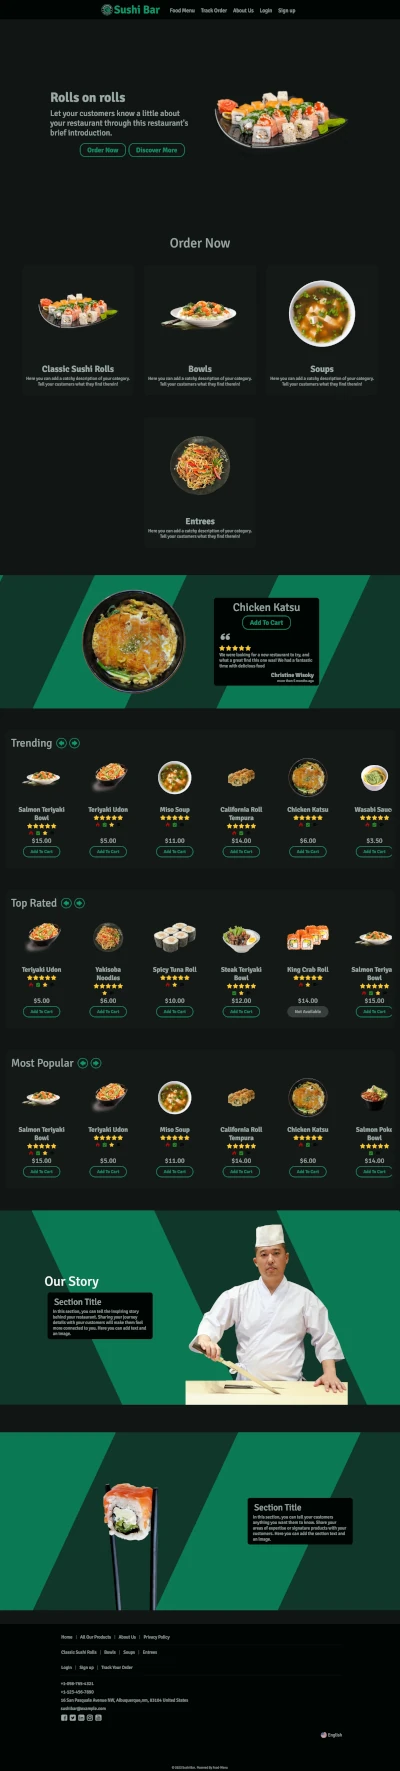 Sushi Bar
Food Menu Track Order About Us Login Sign up
Rolls on rolls
Let your customers know a little about
your restaurant through this restaurant's
brief introduction.
Order Now Discover More
Order Now
Classic Sushi Rolls
Here you can add a catchy description of your category.
Tell your customers what they find therein!
Bowls
Here you can add a catchy description of your category.
Tell your customers what they find therein!
Soups
Here you can add a catchy description of your category.
Tell your customers what they find therein!
Entrees
Here you can add a catchy description of your category.
Tell your customers what they find therein!
Chicken Katsu
Add To Cart
We were looking for a new restaurant to try, and
what a great find this one was! We had a fantastic
time with delicious food
Christine Wisoky
more than 5 months ago
Trending
Salmon Teriyaki
Bowl
$15.00
Add To Cart
Teriyaki Udon
$5.00
Add To Cart
Miso Soup
$11.00
Add To Cart
California Roll
Tempura
$14.00
Add To Cart
Chicken Katsu
$6.00
Add To Cart
Wasabi Sauc
$3.50
Add To Cart
Top Rated
Teriyaki Udon
$5.00
Add To Cart
Yakisoba
Noodles
$6.00
Add To Cart
Spicy Tuna Roll
$10.00
Add To Cart
Steak Teriyaki
Bowl
$12.00
Add To Cart
King Crab Roll
$14.00
Not Available
Salmon Teriya
Bowl
$15.00
Add To Cart
Most Popular
Salmon Teriyaki
Bowl
$15.00
Add To Cart
Teriyaki Udon
$5.00
Add To Cart
Miso Soup
$11.00
Add To Cart
California Roll
Tempura
$14.00
Add To Cart
Chicken Katsu
$6.00
Add To Cart
Salmon Poke
Bowl
$14.00
Add To Cart
Our Story
Section Title
In this section, you can tell the inspiring story
behind your restaurant. Sharing your journey
details with your customers will make them feel
more connected to you. Here you can add text and
an image.
Section Title
In this section, you can tell your customers
anything you want them to know. Share your
areas of expertise or signature products with your
customers. Here you can add the section text and
an image.
Home | All Our Products | About Us | Privacy Policy
Classic Sushi Rolls | Bowls | Soups | Entrees
Login | Sign up | Track Your Order
+1-098-765-4321
+1-325-498-7800
16 San Pasquale Avenue NW, Albuquerque,nm, 83104 United States
sushibar@example.com
English